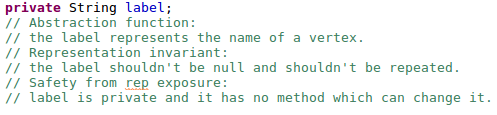 private String label;
// Abstraction function:
// the label represents the name of a vertex.
// Representation invariant:
// the label shouldn't be null and shouldn't be repeated.
// Safety from rep exposure:
// label is private and it has no method which can change it.